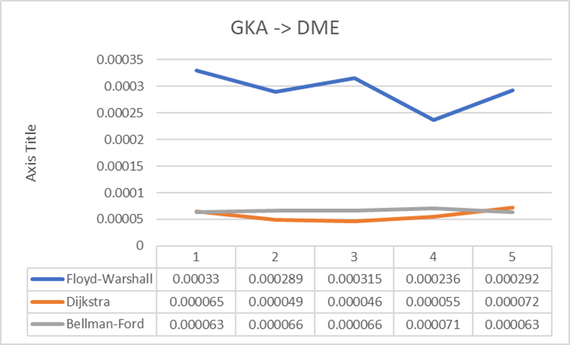 GKA -> DME
Axis Title
0.00035
0.0003
0.00025
0.0002
0.00015
0.0001
0.00005
0
1 2 3 4 5
Floyd-Warshall 0.00033 0.000289 0.000315 0.000236 0.000292
Dijkstra 0.000065 0.000049 0.000046 0.000055 0.000072
Bellman-Ford 0.000063 0.000066 0.000066 0.000071 0.000063